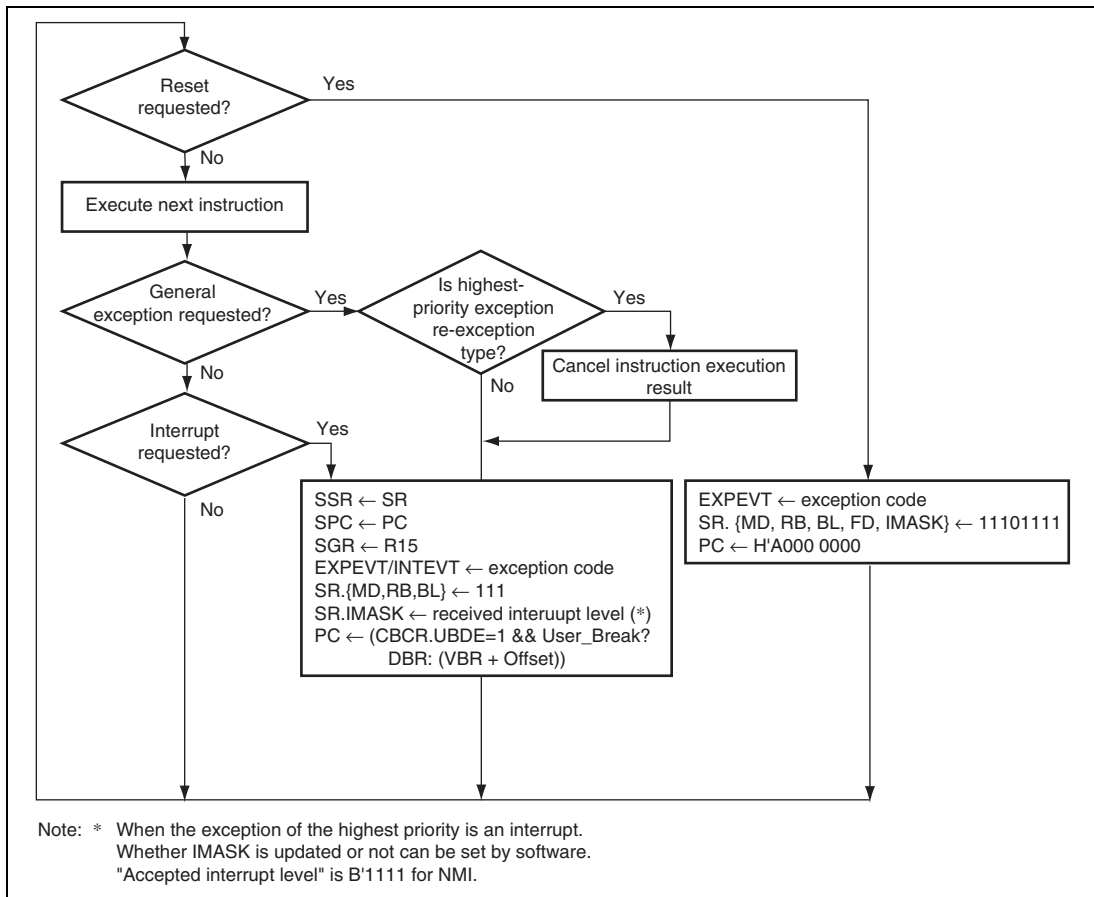 Reset
requested?
Yes
No
Execute next instruction
General
exception requested?
Yes
Is highest-
priority exception
re-exception
type?
Yes
No
Cancel instruction execution
result
No
Interrupt
requested?
Yes
No
SSR ← SR
SPC ← PC
SGR ← R15
EXPEVT/INTEVT ← exception code
SR.{MD,RB,BL} ← 111
SR.IMASK ← received interuupt level (*)
PC ← (CBCR.UBDE=1 && User_Break?
DBR: (VBR + Offset))
EXPEVT ← exception code
SR. {MD, RB, BL, FD, IMASK} ← 11101111
PC ← H'A000 0000
Note: * When the exception of the highest priority is an interrupt.
Whether IMASK is updated or not can be set by software.
"Accepted interrupt level" is B'1111 for NMI.